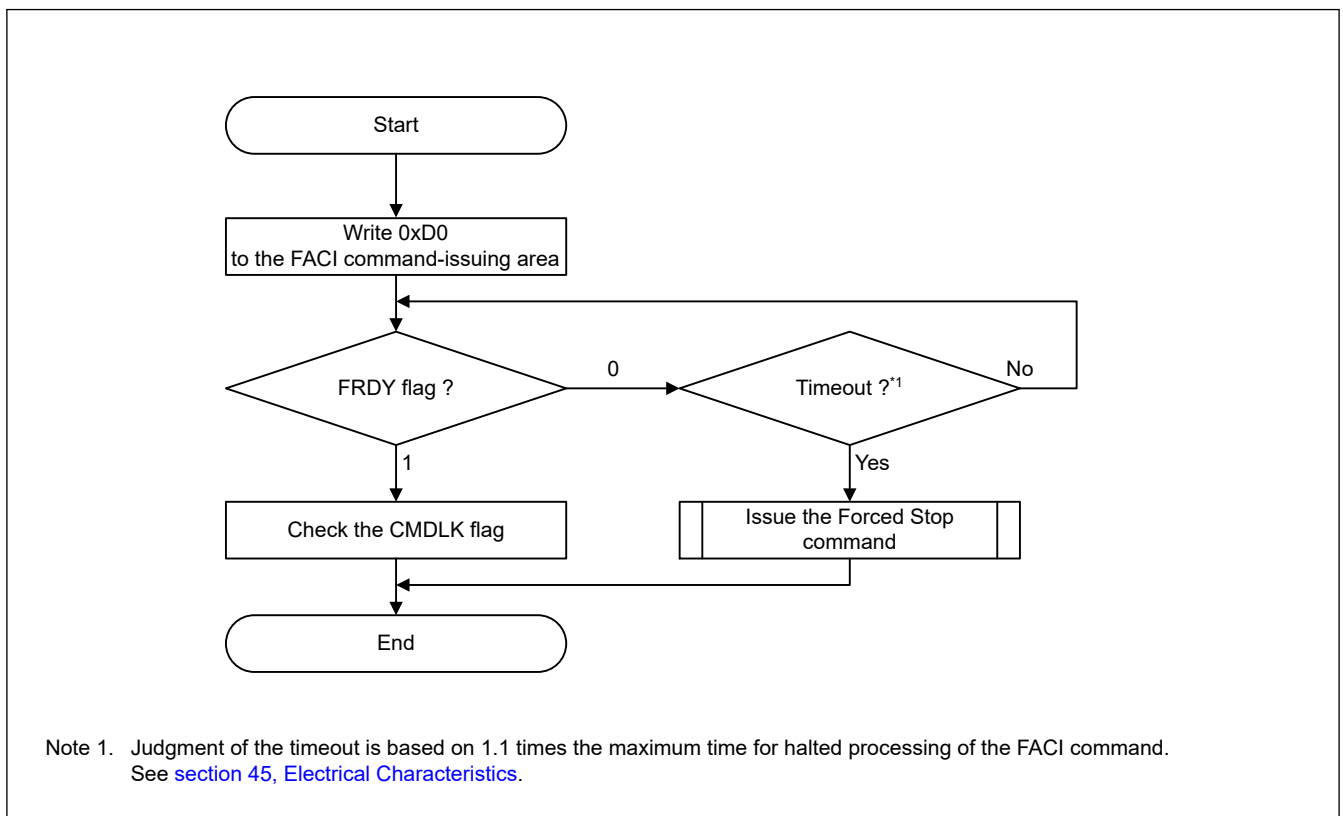 Start
Write 0xD0
to the FACI command-issuing area
FRDY flag ?
0
Timeout ?*1
No
1
Yes
Check the CMDLK flag
Issue the Forced Stop
command
End
Note 1. Judgment of the timeout is based on 1.1 times the maximum time for halted processing of the FACI command.
See section 45, Electrical Characteristics.